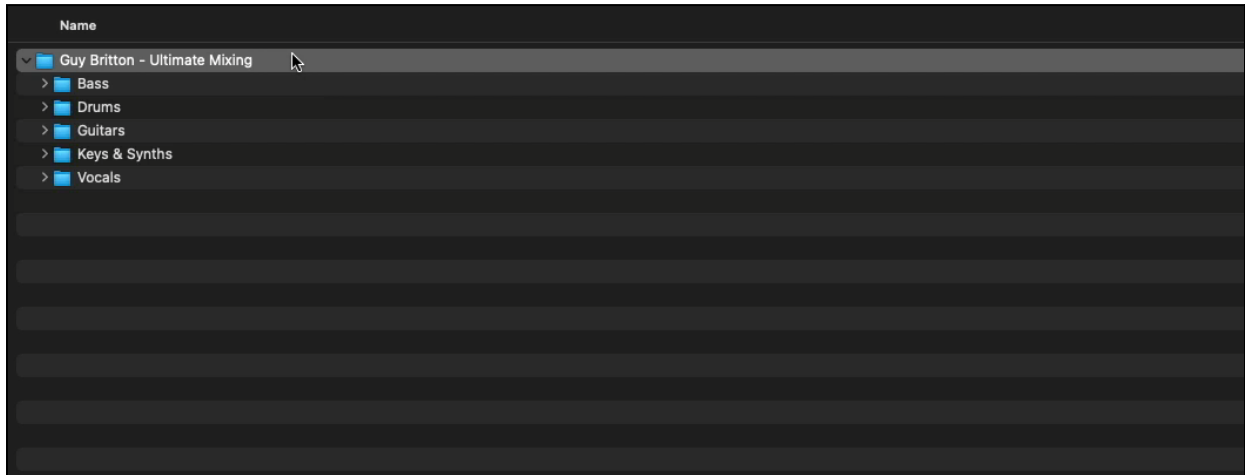 Name
Guy Britton - Ultimate Mixing
Bass
Drums
Guitars
Keys & Synths
Vocals